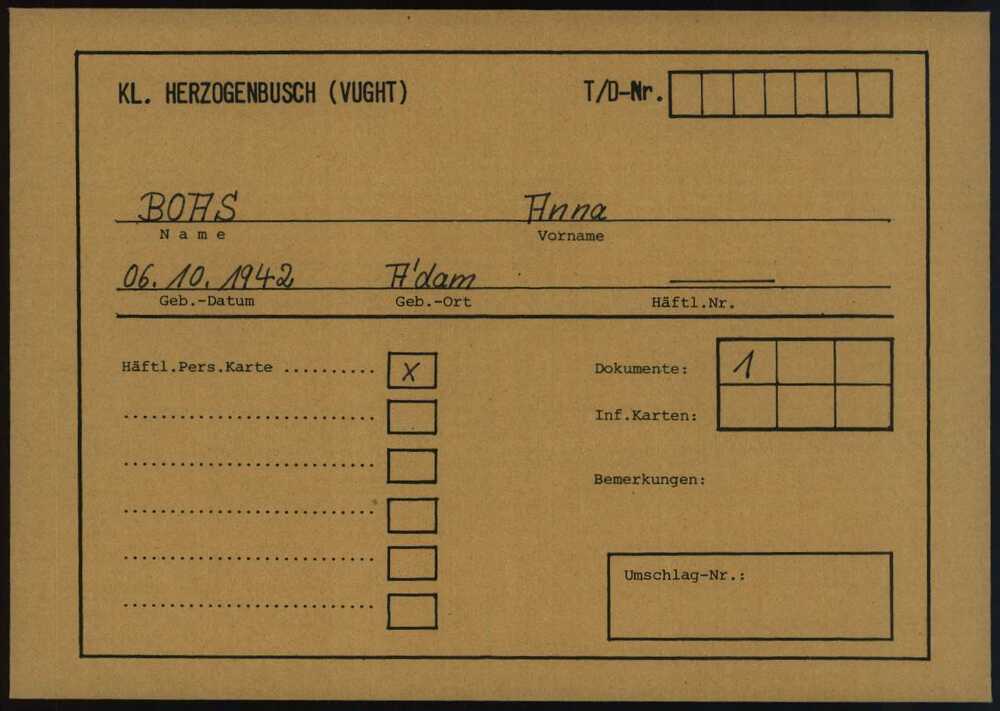 KL. HERZOGENBUSCH (VUGHT) T/D-Nr.
BOAS Anna
Name Vorname
06.10.1942 A'dam
Geb.-Datum Geb.-Ort Häftl.Nr.
Häftl.Pers.Karte .......... X Dokumente: 1
Inf.Karten:
Bemerkungen:
Umschlag-Nr.: